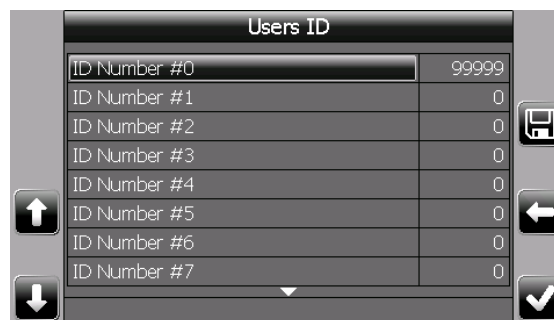 Users ID
ID Number #0 99999
ID Number #1 0
ID Number #2 0
ID Number #3 0
ID Number #4 0
ID Number #5 0
ID Number #6 0
ID Number #7 0